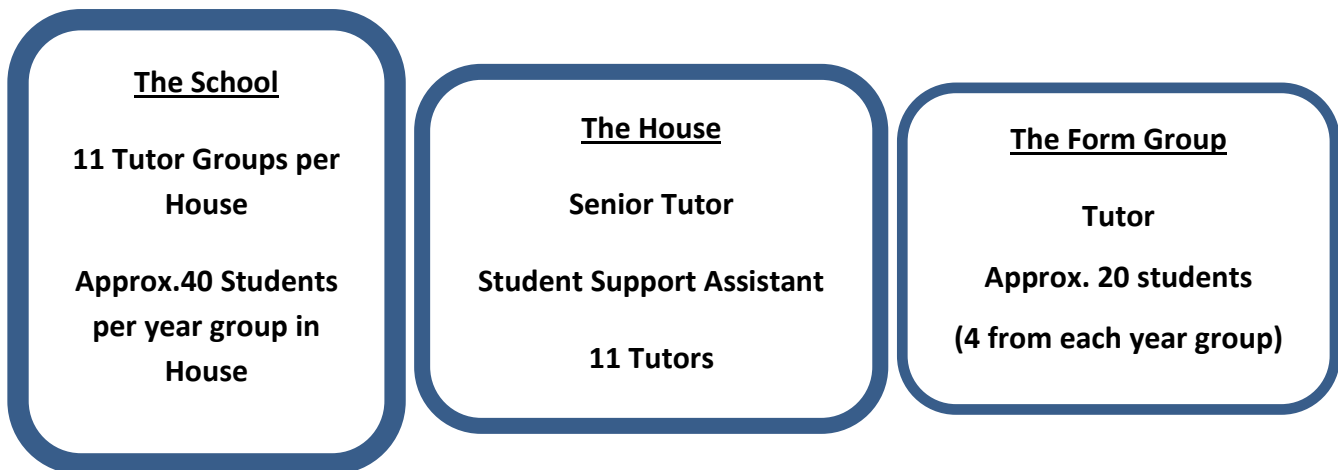 The School
11 Tutor Groups per
House
Approx.40 Students
per year group in
House
The House
Senior Tutor
Student Support Assistant
11 Tutors
The Form Group
Tutor
Approx. 20 students
(4 from each year group)